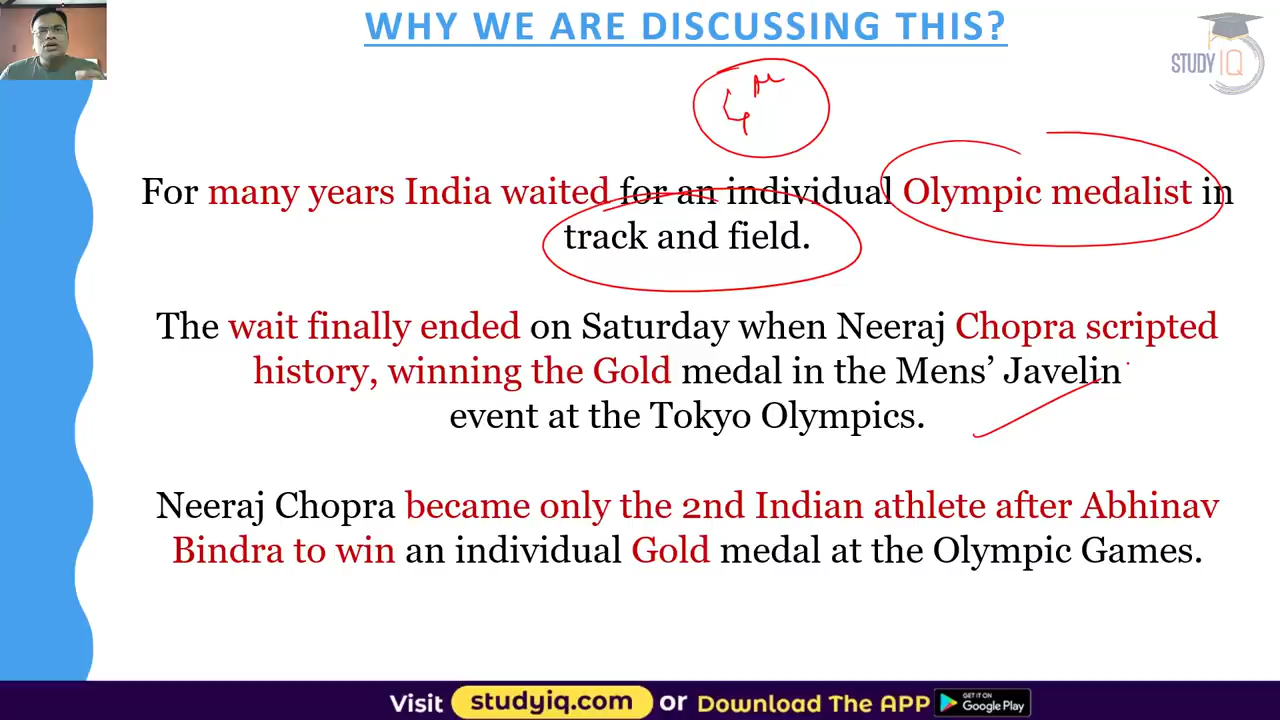 WHY WE ARE DISCUSSING THIS?
STUDY IQ
For many years India waited for an individual Olympic medalist in
track and field.
The wait finally ended on Saturday when Neeraj Chopra scripted
history, winning the Gold medal in the Mens’ Javelin
event at the Tokyo Olympics.
Neeraj Chopra became only the 2nd Indian athlete after Abhinav
Bindra to win an individual Gold medal at the Olympic Games.
Visit studyiq.com or Download The APP GET IT ON
Google Play